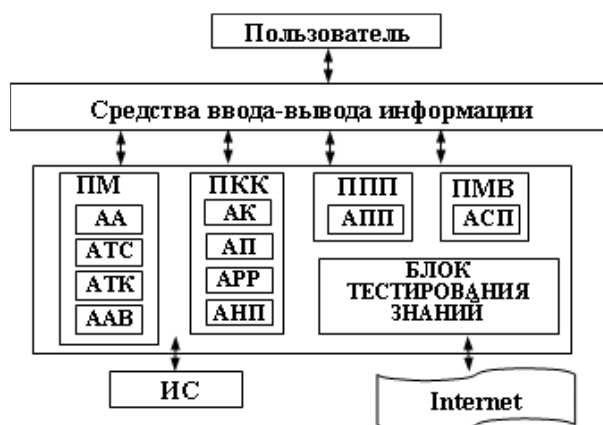 Пользователь
Средства ввода-вывода информации
ПМ
АА
АТС
АТК
ААВ
ПКК
АК
АП
АРР
АНП
ППП
АПП
ПМВ
АСП
БЛОК
ТЕСТИРОВАНИЯ
ЗНАНИЙ
ИС
Internet